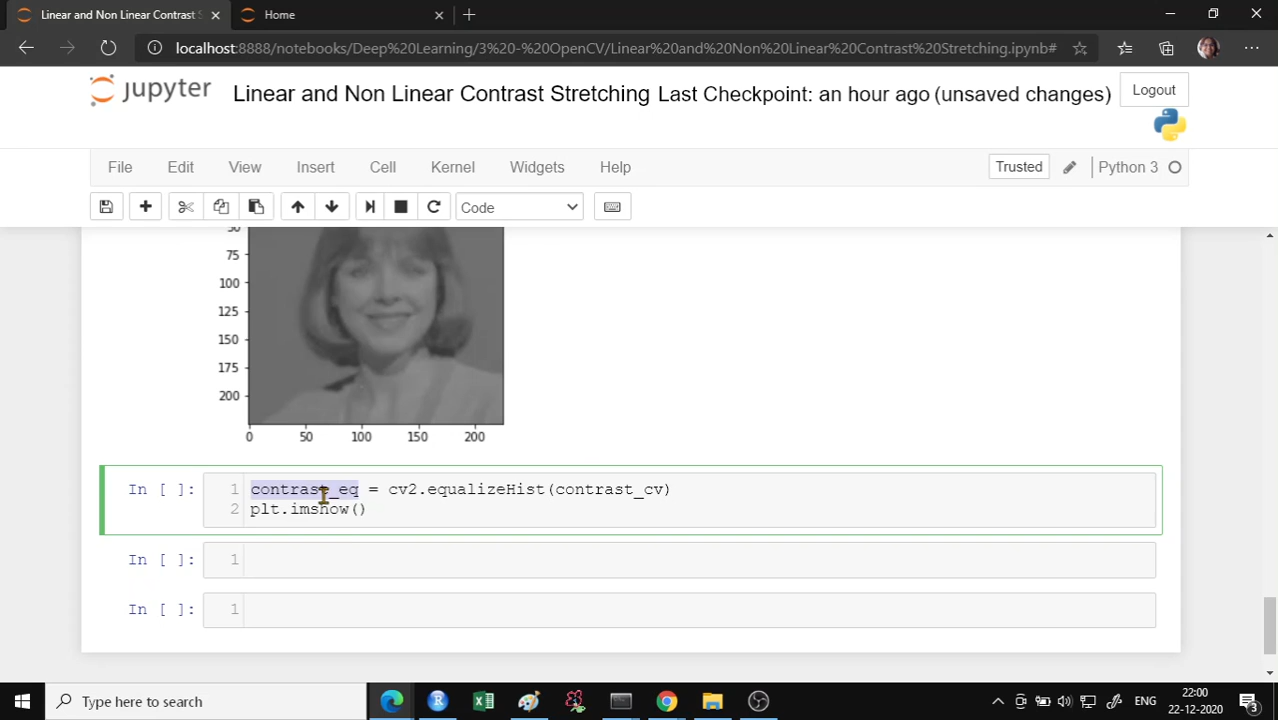 Linear and Non Linear Contrast S
Home
localhost:8888/notebooks/Deep%20Learning/3%20-%20OpenCV/Linear%20and%20Non%20Linear%20Contrast%20Stretching.ipynb#
jupyter
Linear and Non Linear Contrast Stretching Last Checkpoint: an hour ago (unsaved changes)
Logout
File Edit View Insert Cell Kernel Widgets Help
Trusted
Python 3
Code
50
75
100
125
150
175
200
0 50 100 150 200
In [ ]:
1 contrast_eq = cv2.equalizeHist(contrast_cv)
2 plt.imshow()
In [ ]: 1
In [ ]: 1
Type here to search
ENG
22:00
22-12-2020
3